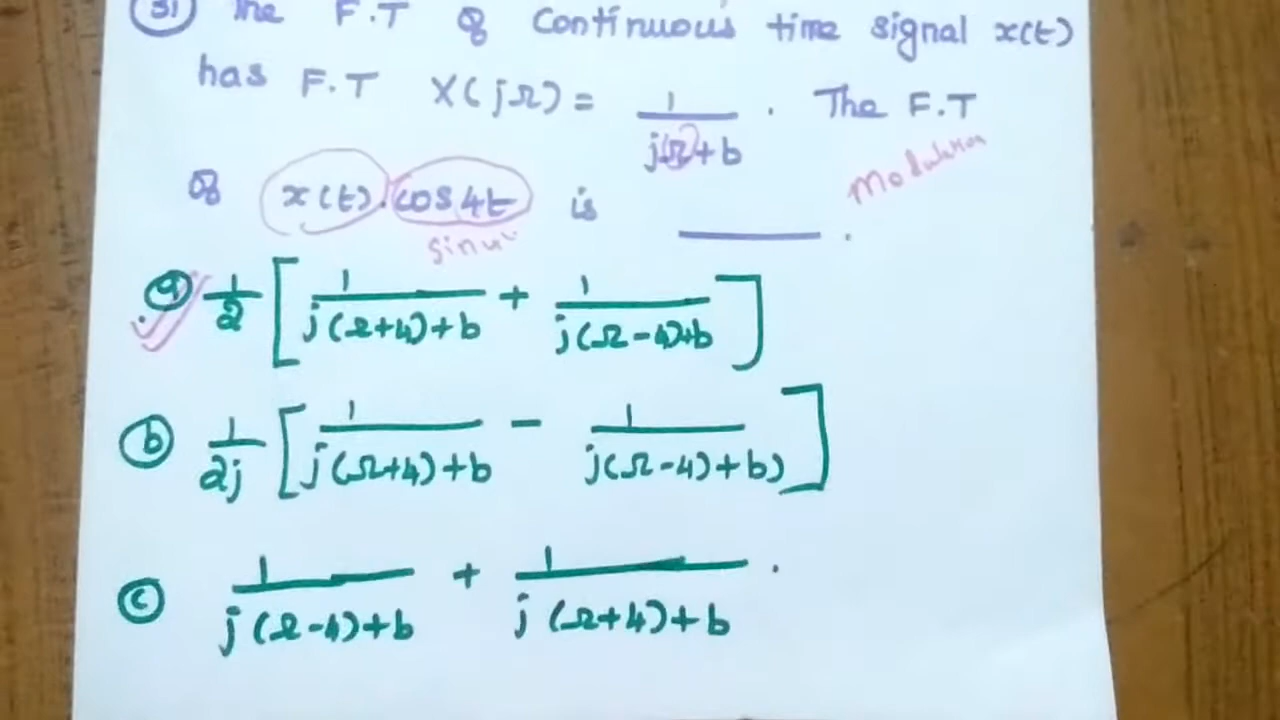 31) The F.T of Continuous time signal x(t)
has F.T X(jΩ) = 1/(jΩ+b) . The F.T
of x(t).cos4t is ______ .
modulation
a) 1/2 [ 1/(j(Ω+4)+b) + 1/(j(Ω-4)+b) ]
b) 1/2j [ 1/(j(Ω+4)+b) - 1/(j(Ω-4)+b)) ]
c) 1/(j(Ω-4)+b) + 1/(j(Ω+4)+b) .